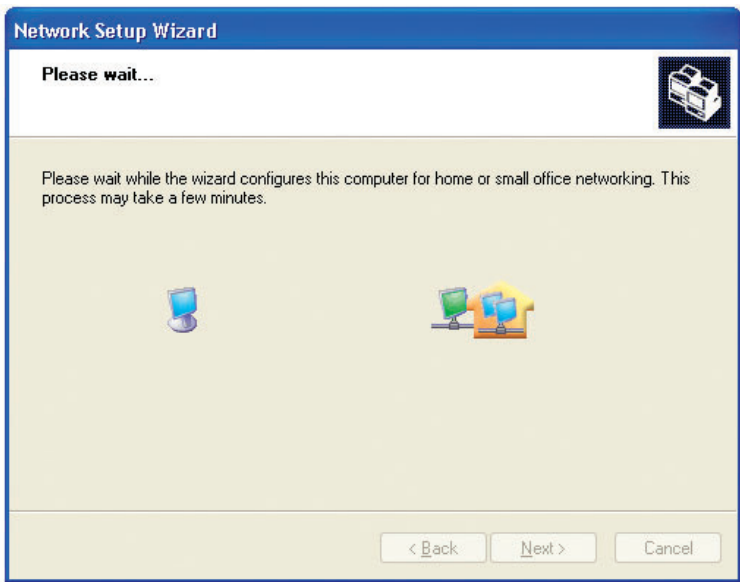 Network Setup Wizard
Please wait...
Please wait while the wizard configures this computer for home or small office networking. This
process may take a few minutes.
< Back Next > Cancel